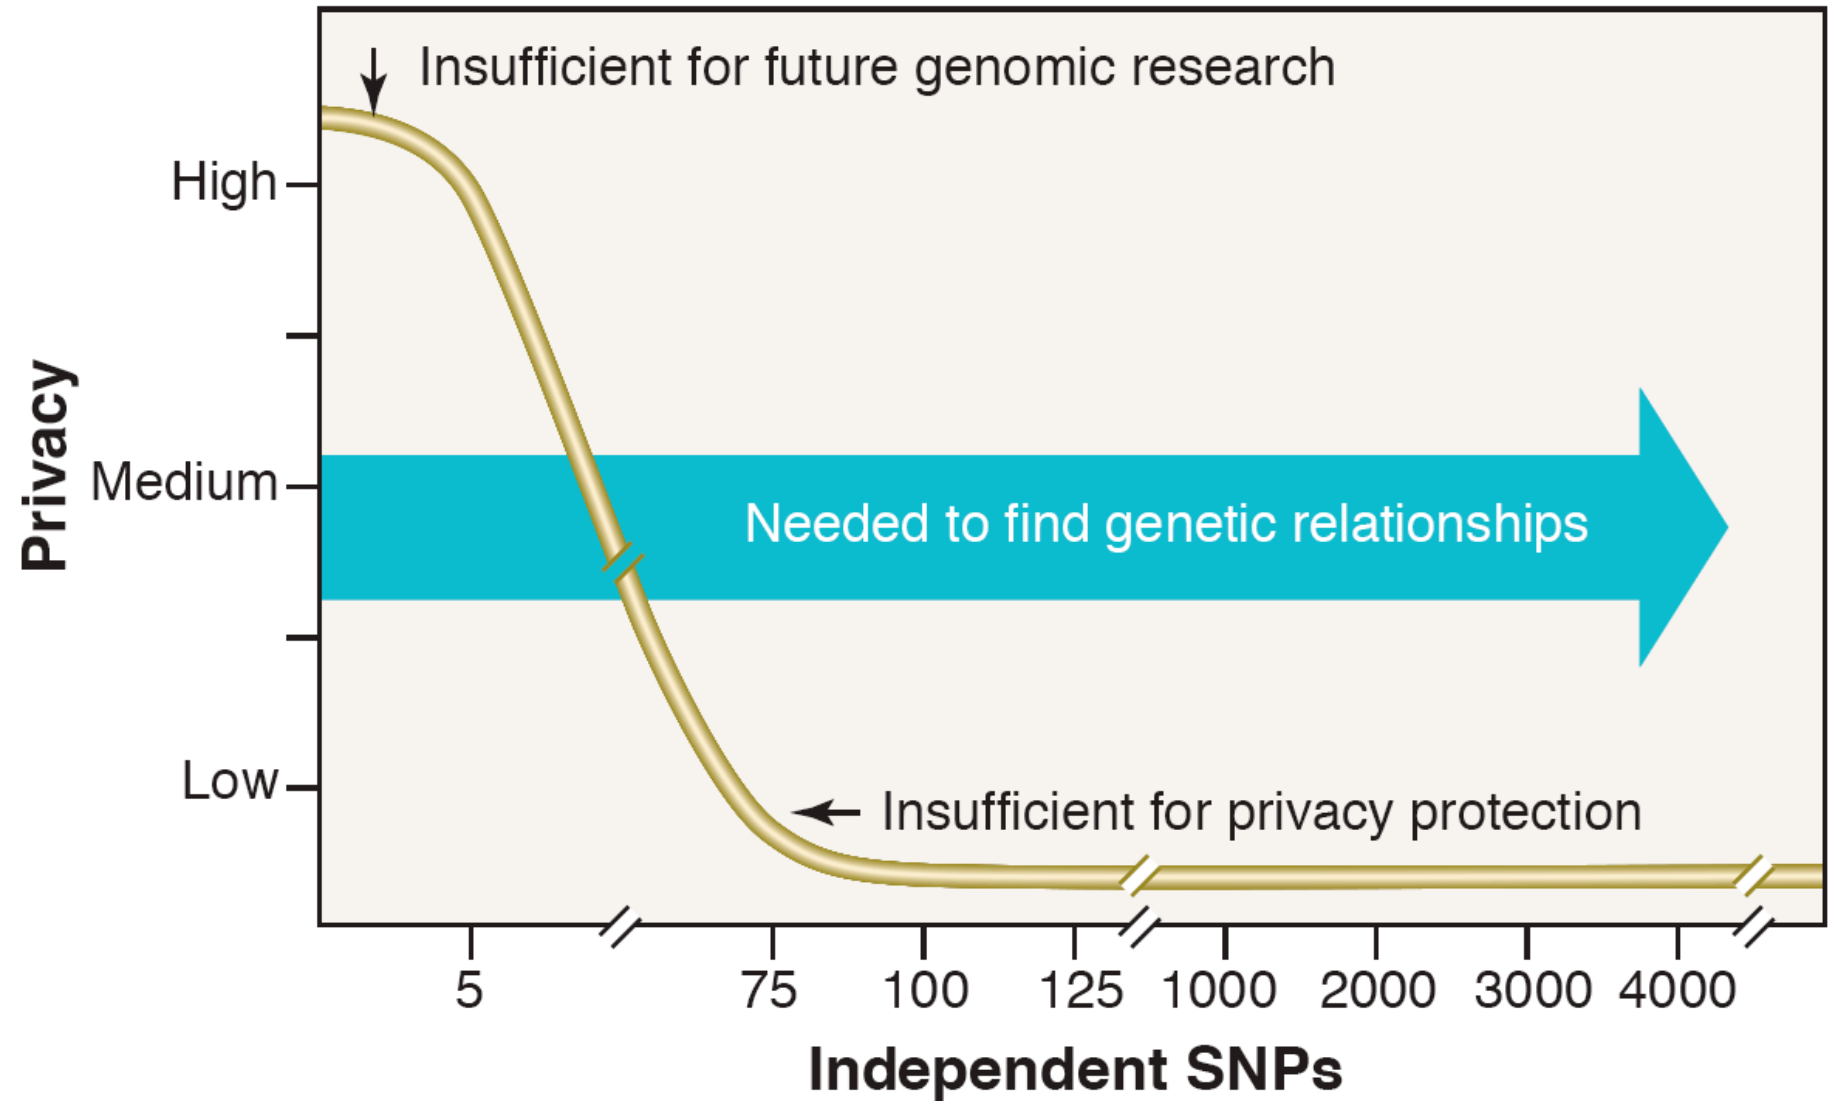 Insufficient for future genomic research
High
Privacy
Medium
Needed to find genetic relationships
Low
Insufficient for privacy protection
5 75 100 125 1000 2000 3000 4000
Independent SNPs